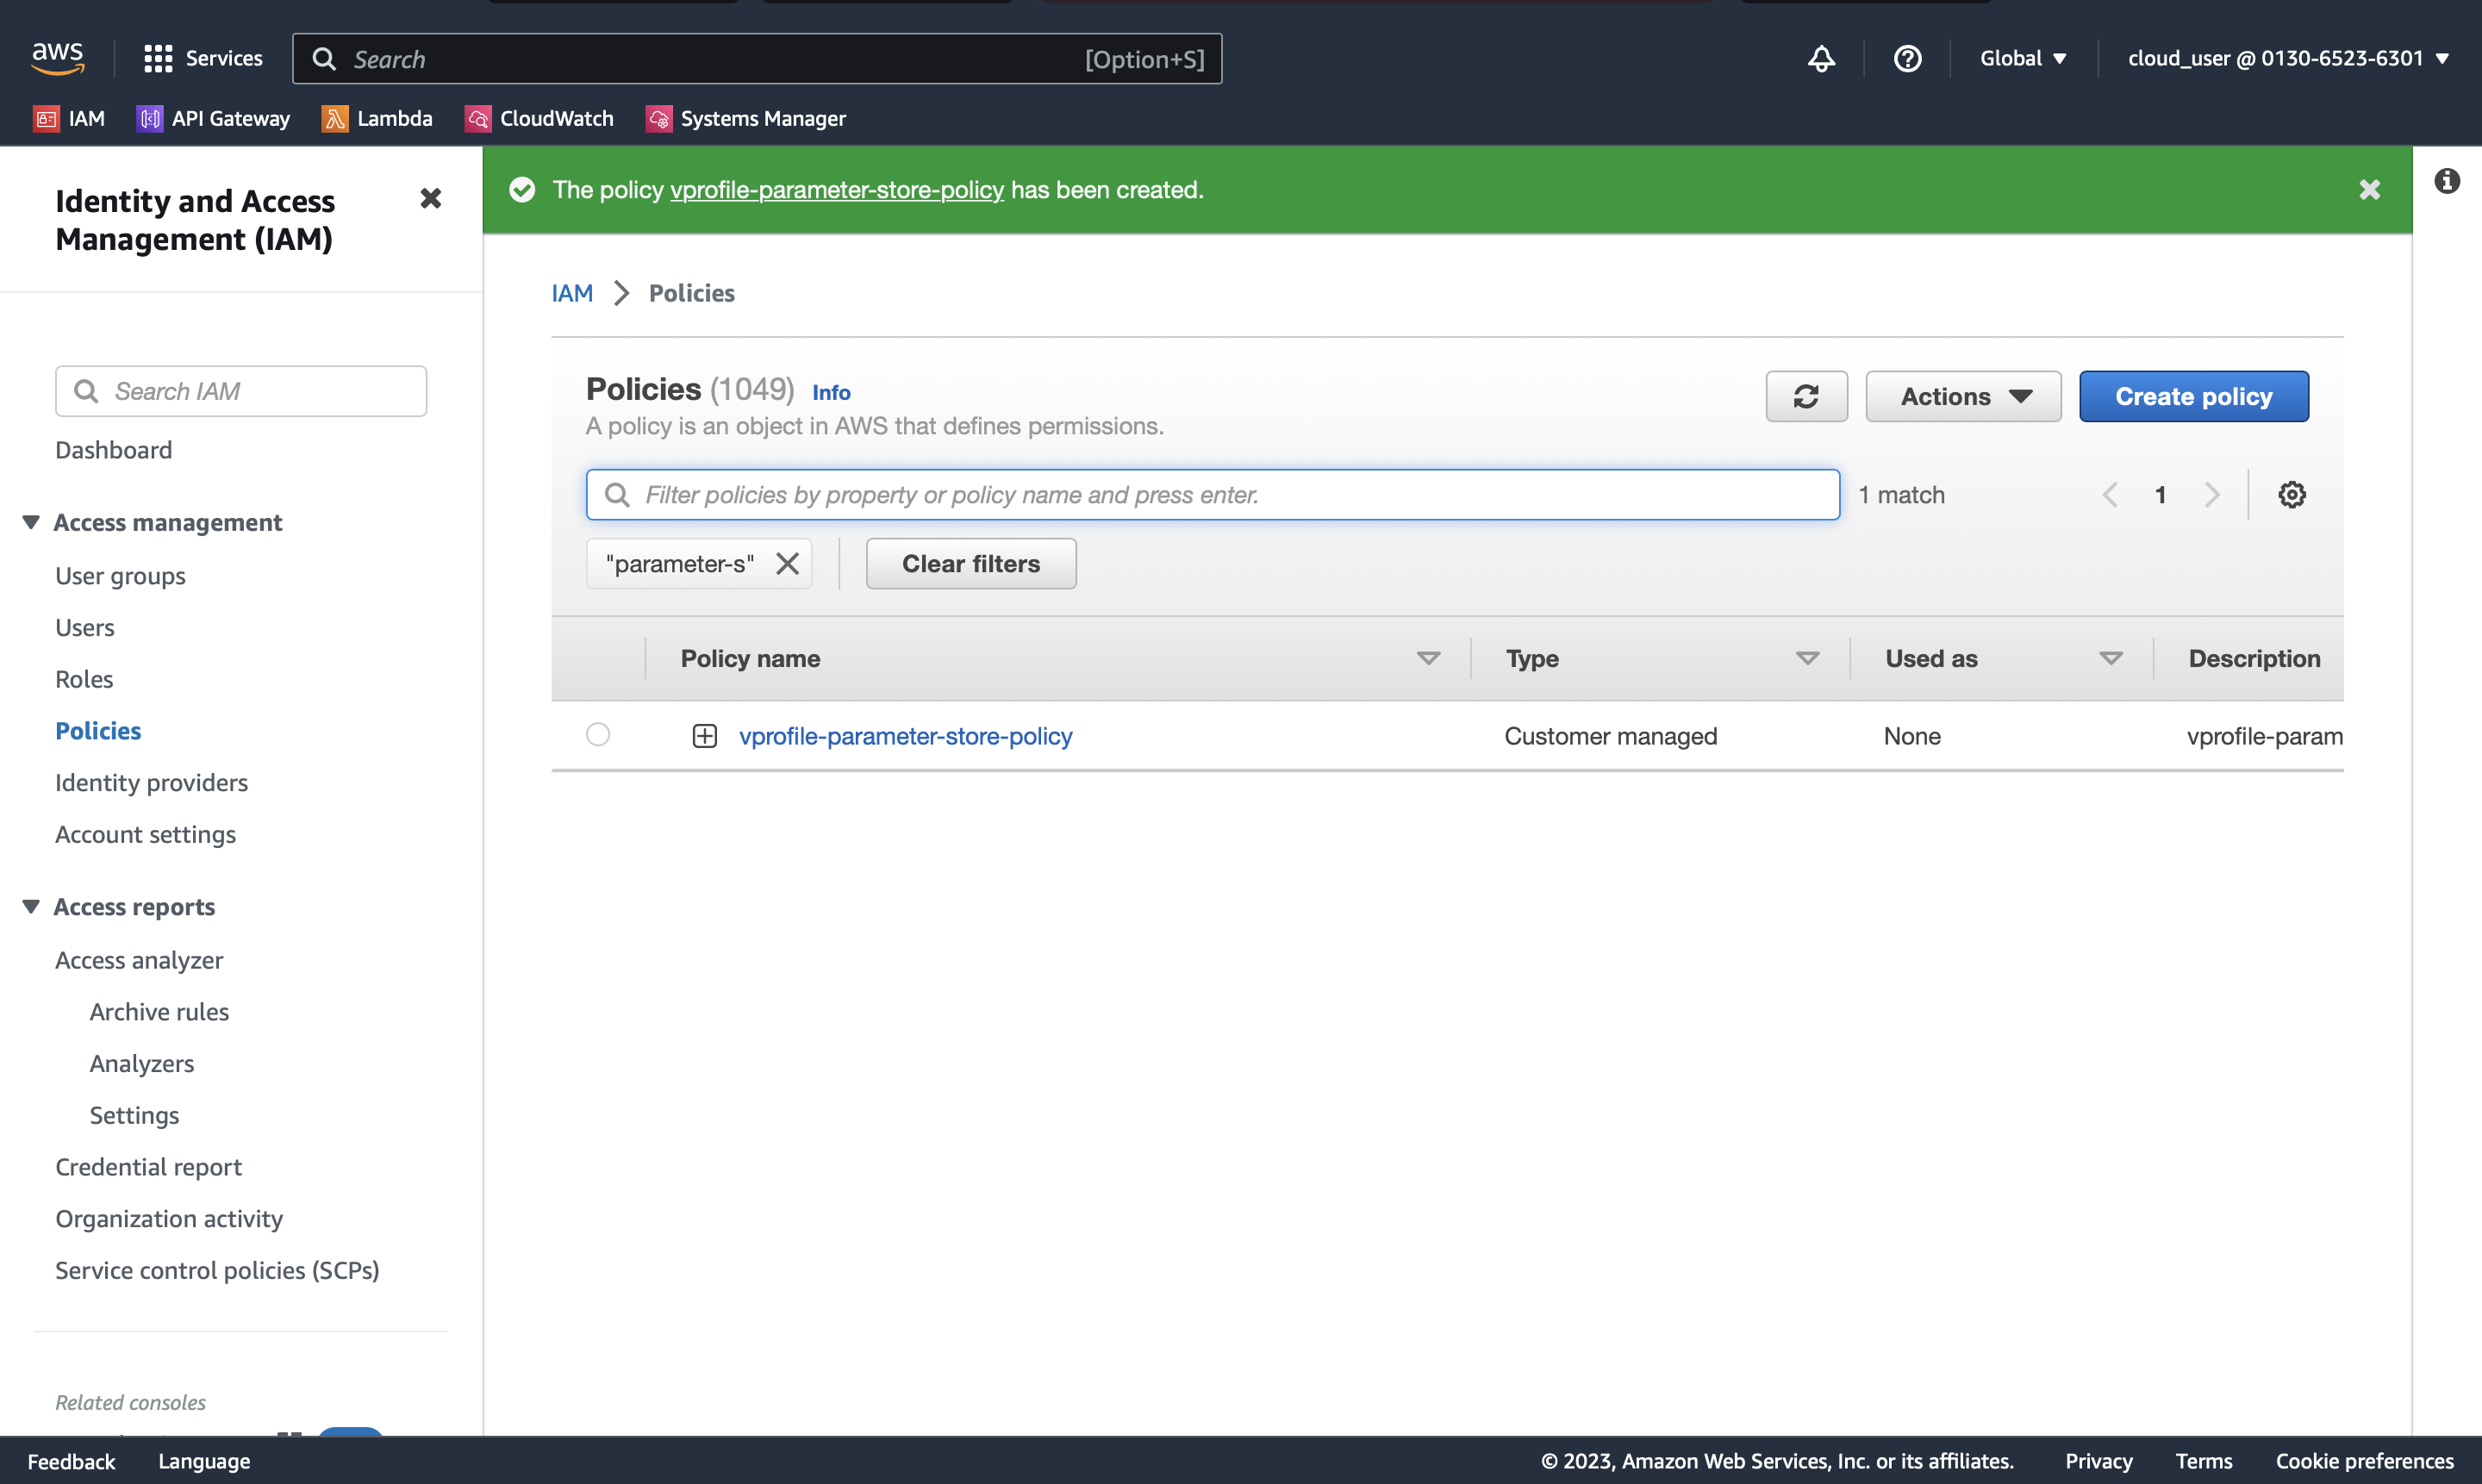 aws
Services
Search [Option+S]
Global
cloud_user @ 0130-6523-6301
IAM
API Gateway
Lambda
CloudWatch
Systems Manager
Identity and Access
Management (IAM)
Search IAM
Dashboard
Access management
User groups
Users
Roles
Policies
Identity providers
Account settings
Access reports
Access analyzer
Archive rules
Analyzers
Settings
Credential report
Organization activity
Service control policies (SCPs)
Related consoles
The policy vprofile-parameter-store-policy has been created.
IAM > Policies
Policies (1049) Info
A policy is an object in AWS that defines permissions.
Actions
Create policy
Filter policies by property or policy name and press enter.
1 match
1
"parameter-s"
Clear filters
Policy name Type Used as Description
vprofile-parameter-store-policy Customer managed None vprofile-param
Feedback Language © 2023, Amazon Web Services, Inc. or its affiliates. Privacy Terms Cookie preferences